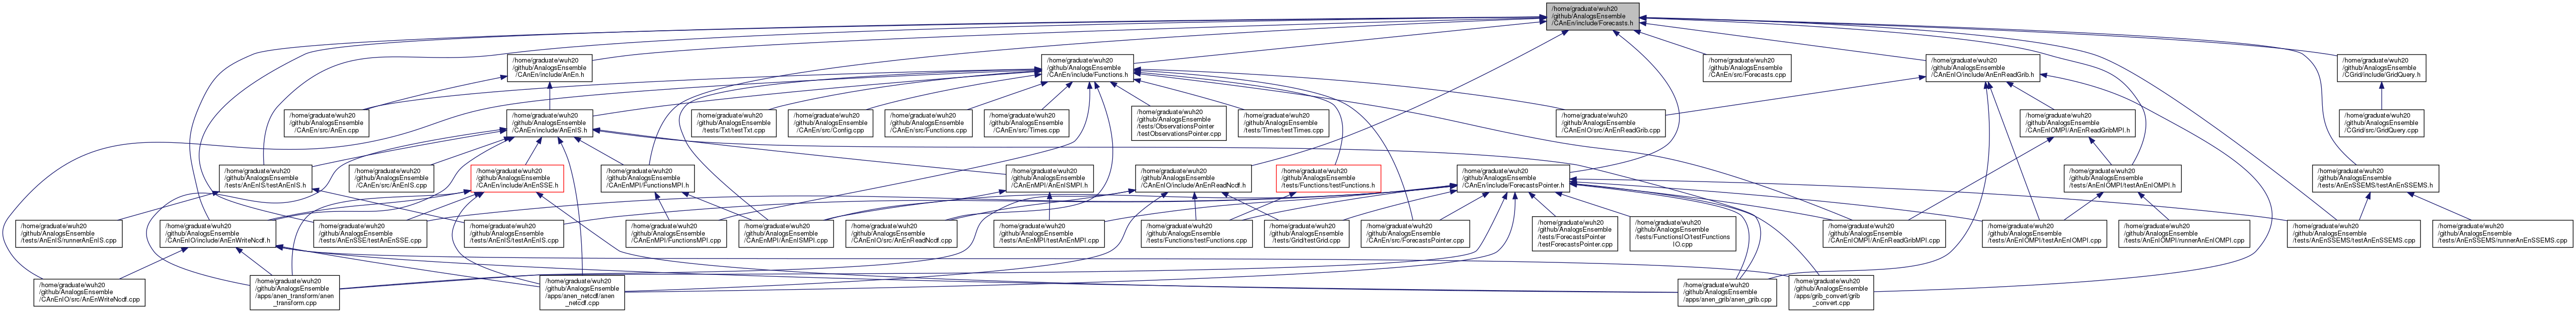 /home/graduate/wuh20
/github/AnalogsEnsemble
/CAnEn/include/Forecasts.h
/home/graduate/wuh20
/github/AnalogsEnsemble
/CAnEn/include/AnEn.h
/home/graduate/wuh20
/github/AnalogsEnsemble
/CAnEn/include/Functions.h
/home/graduate/wuh20
/github/AnalogsEnsemble
/CAnEn/src/Forecasts.cpp
/home/graduate/wuh20
/github/AnalogsEnsemble
/CAnEnIO/include/AnEnReadGrib.h
/home/graduate/wuh20
/github/AnalogsEnsemble
/CGrid/include/GridQuery.h
/home/graduate/wuh20
/github/AnalogsEnsemble
/CAnEn/src/AnEn.cpp
/home/graduate/wuh20
/github/AnalogsEnsemble
/CAnEn/include/AnEnIS.h
/home/graduate/wuh20
/github/AnalogsEnsemble
/tests/Txt/testTxt.cpp
/home/graduate/wuh20
/github/AnalogsEnsemble
/CAnEn/src/Config.cpp
/home/graduate/wuh20
/github/AnalogsEnsemble
/CAnEn/src/Functions.cpp
/home/graduate/wuh20
/github/AnalogsEnsemble
/CAnEn/src/Times.cpp
/home/graduate/wuh20
/github/AnalogsEnsemble
/tests/ObservationsPointer
/testObservationsPointer.cpp
/home/graduate/wuh20
/github/AnalogsEnsemble
/tests/Times/testTimes.cpp
/home/graduate/wuh20
/github/AnalogsEnsemble
/CAnEnIO/src/AnEnReadGrib.cpp
/home/graduate/wuh20
/github/AnalogsEnsemble
/CAnEnIOMPI/AnEnReadGribMPI.h
/home/graduate/wuh20
/github/AnalogsEnsemble
/CGrid/src/GridQuery.cpp
/home/graduate/wuh20
/github/AnalogsEnsemble
/tests/AnEnIS/testAnEnIS.h
/home/graduate/wuh20
/github/AnalogsEnsemble
/CAnEn/src/AnEnIS.cpp
/home/graduate/wuh20
/github/AnalogsEnsemble
/CAnEn/include/AnEnSSE.h
/home/graduate/wuh20
/github/AnalogsEnsemble
/CAnEnMPI/FunctionsMPI.h
/home/graduate/wuh20
/github/AnalogsEnsemble
/CAnEnMPI/AnEnISMPI.h
/home/graduate/wuh20
/github/AnalogsEnsemble
/CAnEnIO/include/AnEnReadNcdf.h
/home/graduate/wuh20
/github/AnalogsEnsemble
/tests/Functions/testFunctions.h
/home/graduate/wuh20
/github/AnalogsEnsemble
/CAnEn/include/ForecastsPointer.h
/home/graduate/wuh20
/github/AnalogsEnsemble
/tests/AnEnIOMPI/testAnEnIOMPI.h
/home/graduate/wuh20
/github/AnalogsEnsemble
/tests/AnEnSSEMS/testAnEnSSEMS.h
/home/graduate/wuh20
/github/AnalogsEnsemble
/tests/AnEnIS/runnerAnEnIS.cpp
/home/graduate/wuh20
/github/AnalogsEnsemble
/CAnEnIO/include/AnEnWriteNcdf.h
/home/graduate/wuh20
/github/AnalogsEnsemble
/tests/AnEnSSE/testAnEnSSE.cpp
/home/graduate/wuh20
/github/AnalogsEnsemble
/tests/AnEnIS/testAnEnIS.cpp
/home/graduate/wuh20
/github/AnalogsEnsemble
/CAnEnMPI/FunctionsMPI.cpp
/home/graduate/wuh20
/github/AnalogsEnsemble
/CAnEnMPI/AnEnISMPI.cpp
/home/graduate/wuh20
/github/AnalogsEnsemble
/CAnEnIO/src/AnEnReadNcdf.cpp
/home/graduate/wuh20
/github/AnalogsEnsemble
/tests/AnEnMPI/testAnEnMPI.cpp
/home/graduate/wuh20
/github/AnalogsEnsemble
/tests/Functions/testFunctions.cpp
/home/graduate/wuh20
/github/AnalogsEnsemble
/tests/Grid/testGrid.cpp
/home/graduate/wuh20
/github/AnalogsEnsemble
/CAnEn/src/ForecastsPointer.cpp
/home/graduate/wuh20
/github/AnalogsEnsemble
/tests/ForecastsPointer
/testForecastsPointer.cpp
/home/graduate/wuh20
/github/AnalogsEnsemble
/tests/FunctionsIO/testFunctions
IO.cpp
/home/graduate/wuh20
/github/AnalogsEnsemble
/CAnEnIOMPI/AnEnReadGribMPI.cpp
/home/graduate/wuh20
/github/AnalogsEnsemble
/tests/AnEnIOMPI/testAnEnIOMPI.cpp
/home/graduate/wuh20
/github/AnalogsEnsemble
/tests/AnEnIOMPI/runnerAnEnIOMPI.cpp
/home/graduate/wuh20
/github/AnalogsEnsemble
/tests/AnEnSSEMS/testAnEnSSEMS.cpp
/home/graduate/wuh20
/github/AnalogsEnsemble
/tests/AnEnSSEMS/runnerAnEnSSEMS.cpp
/home/graduate/wuh20
/github/AnalogsEnsemble
/CAnEnIO/src/AnEnWriteNcdf.cpp
/home/graduate/wuh20
/github/AnalogsEnsemble
/apps/anen_transform/anen
_transform.cpp
/home/graduate/wuh20
/github/AnalogsEnsemble
/apps/anen_netcdf/anen
_netcdf.cpp
/home/graduate/wuh20
/github/AnalogsEnsemble
/apps/anen_grib/anen_grib.cpp
/home/graduate/wuh20
/github/AnalogsEnsemble
/apps/grib_convert/grib
_convert.cpp